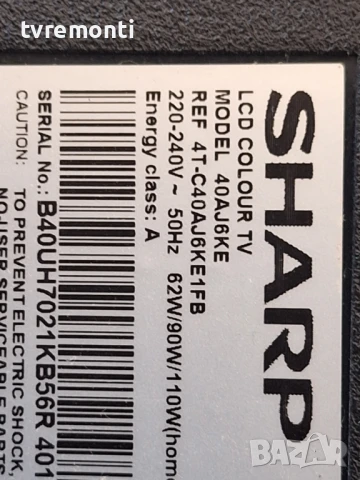 tvremonti
SHARP
LCD COLOUR TV
MODEL 40AJ6KE
REF 4T-C40AJ6KE1FB
220-240V~ 50Hz 62W/90W/110W(home
Energy class: A
SERIAL No.: B40UH7021KB56R 401
CAUTION: TO PREVENT ELECTRIC SHOCK,
NO USER SERVICEABLE PARTS
BAZAR